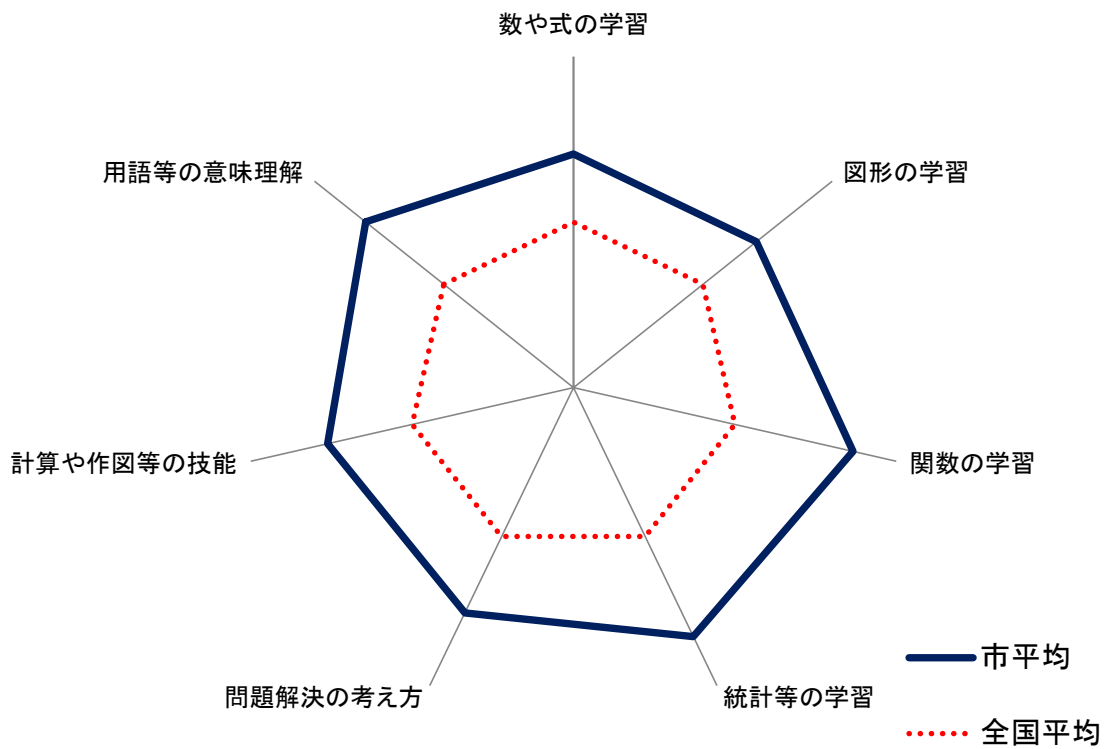 数や式の学習
図形の学習
関数の学習
統計等の学習
問題解決の考え方
計算や作図等の技能
用語等の意味理解
市平均
全国平均